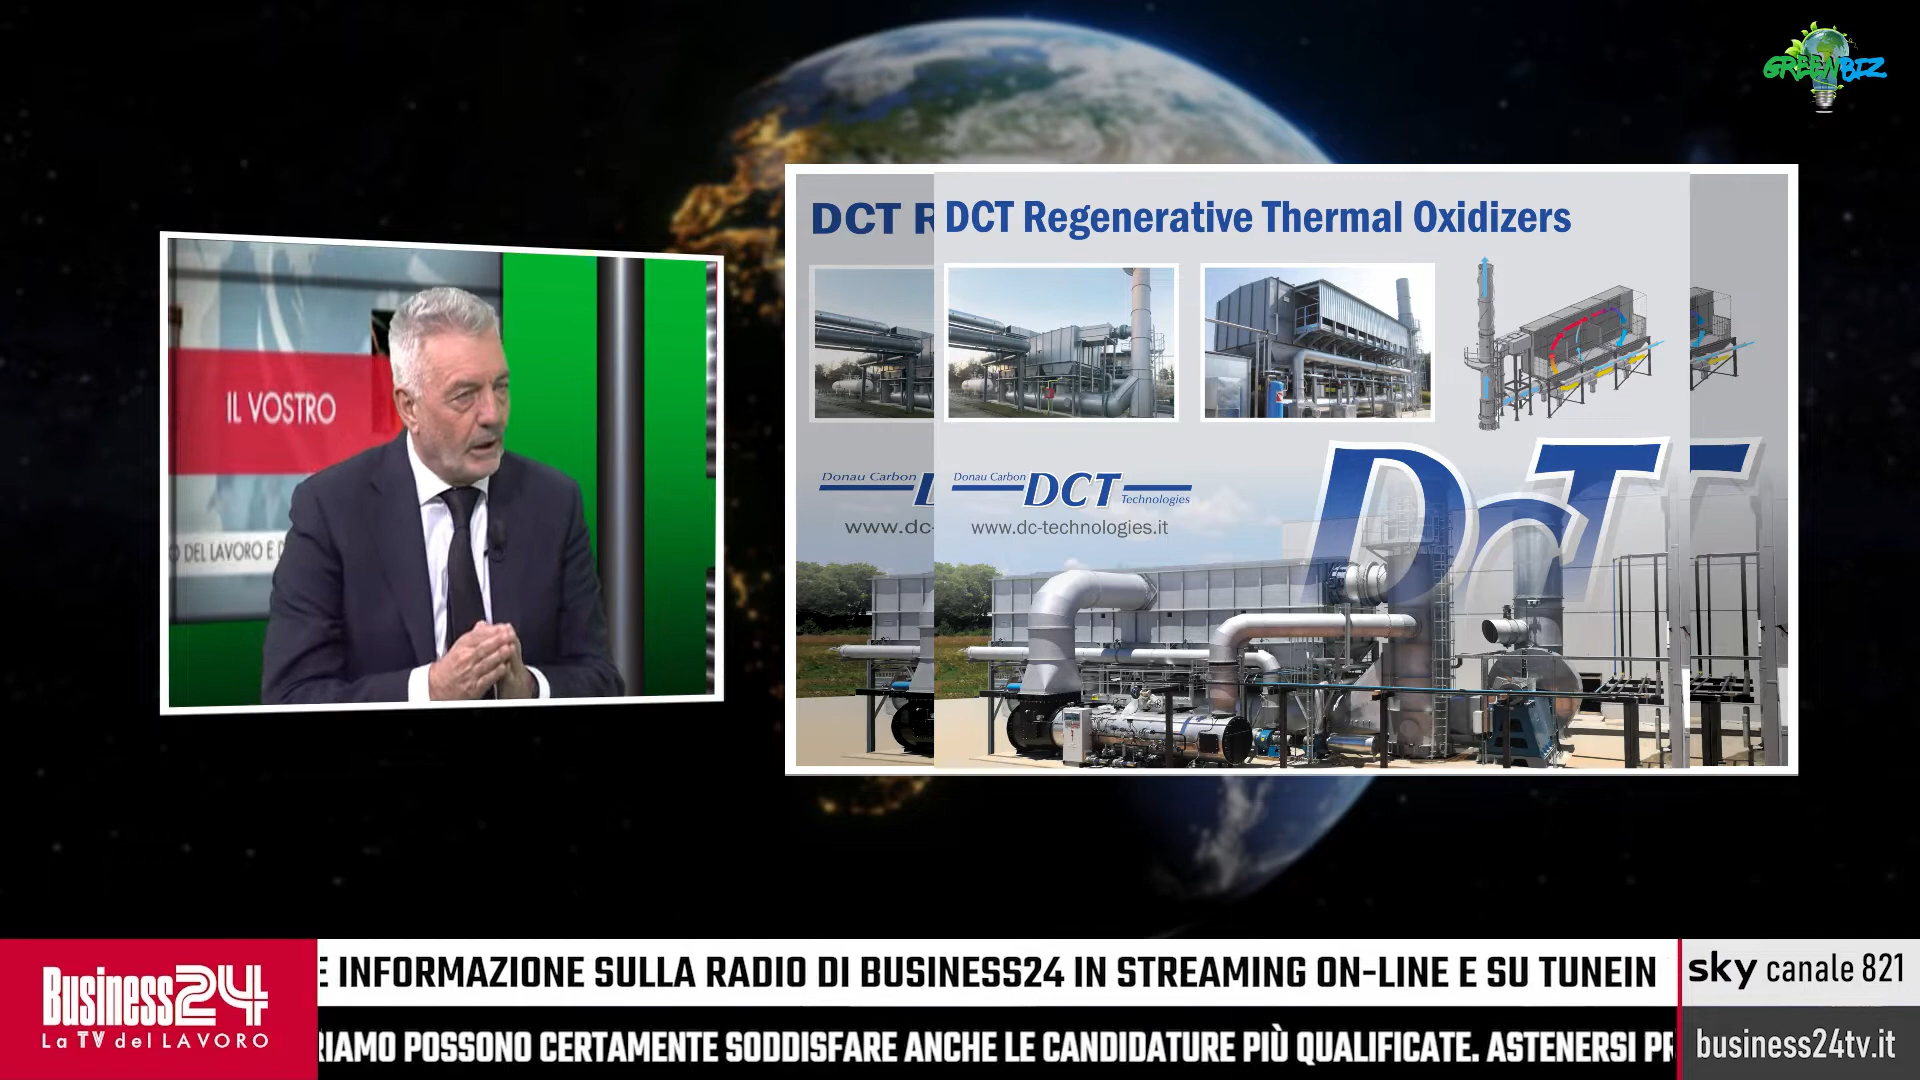 GREENBIZ
IL VOSTRO
O DEL LAVORO E D
DCT R
DCT Regenerative Thermal Oxidizers
Donau Carbon
Donau Carbon DCT Technologies
www.dc-
www.dc-technologies.it
DCT
E INFORMAZIONE SULLA RADIO DI BUSINESS24 IN STREAMING ON-LINE E SU TUNEIN
sky canale 821
Business24
La TV del LAVORO
RIAMO POSSONO CERTAMENTE SODDISFARE ANCHE LE CANDIDATURE PIÙ QUALIFICATE. ASTENERSI PR
business24tv.it